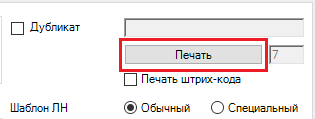 Дубликат
Печать 7
Печать штрих-кода
Шаблон ЛН Обычный Специальный